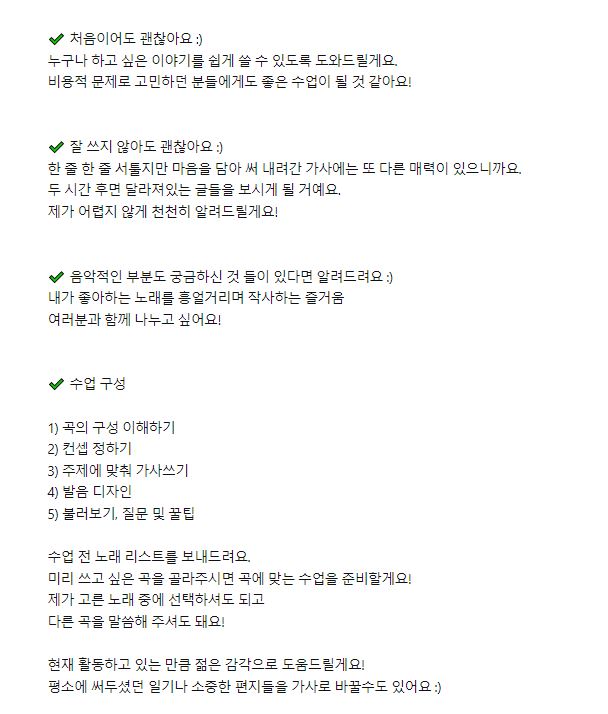 ✔ 처음이어도 괜찮아요 :)
누구나 하고 싶은 이야기를 쉽게 쓸 수 있도록 도와드릴게요.
비용적 문제로 고민하던 분들에게도 좋은 수업이 될 것 같아요!
✔ 잘 쓰지 않아도 괜찮아요 :)
한 줄 한 줄 서툴지만 마음을 담아 써 내려간 가사에는 또 다른 매력이 있으니까요.
두 시간 후면 달라져있는 글들을 보시게 될 거예요.
제가 어렵지 않게 천천히 알려드릴게요!
✔ 음악적인 부분도 궁금하신 것 들이 있다면 알려드려요 :)
내가 좋아하는 노래를 흥얼거리며 작사하는 즐거움
여러분과 함께 나누고 싶어요!
✔ 수업 구성
1) 곡의 구성 이해하기
2) 컨셉 정하기
3) 주제에 맞춰 가사쓰기
4) 발음 디자인
5) 불러보기, 질문 및 꿀팁
수업 전 노래 리스트를 보내드려요.
미리 쓰고 싶은 곡을 골라주시면 곡에 맞는 수업을 준비할게요!
제가 고른 노래 중에 선택하셔도 되고
다른 곡을 말씀해 주셔도 돼요!
현재 활동하고 있는 만큼 젊은 감각으로 도움드릴게요!
평소에 써두셨던 일기나 소중한 편지들을 가사로 바꿀수도 있어요 :)